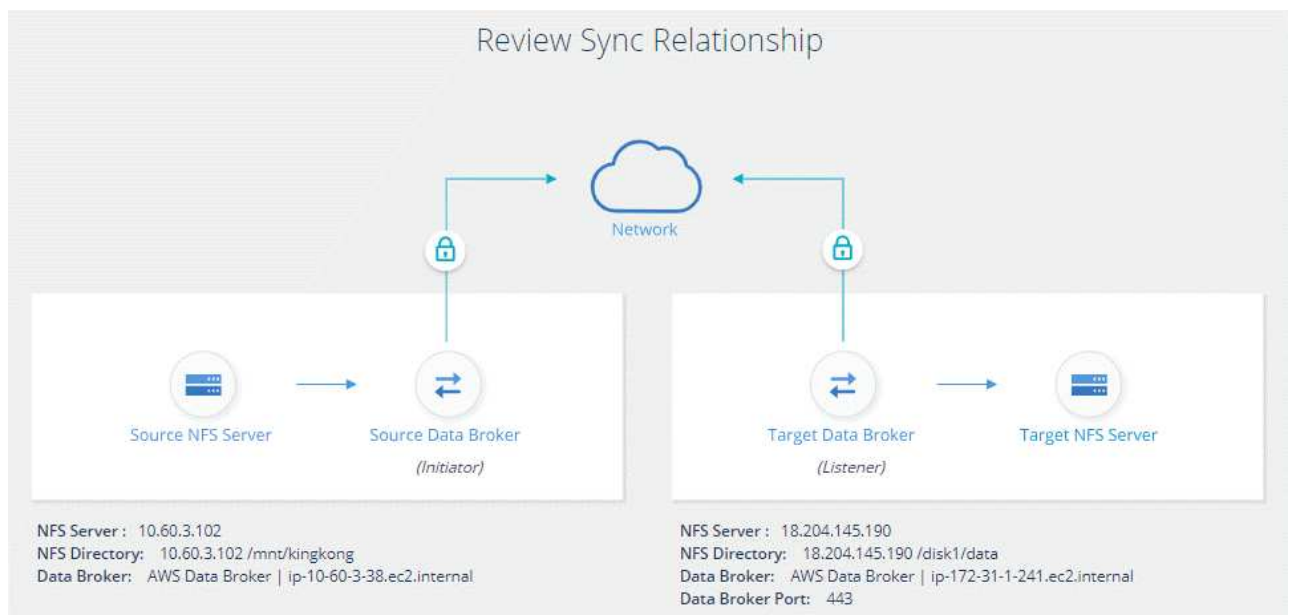 Review Sync Relationship
Network
Source NFS Server
Source Data Broker
(Initiator)
Target Data Broker
(Listener)
Target NFS Server
NFS Server : 10.60.3.102
NFS Directory: 10.60.3.102 /mnt/kingkong
Data Broker: AWS Data Broker | ip-10-60-3-38.ec2.internal
NFS Server : 18.204.145.190
NFS Directory: 18.204.145.190 /disk1/data
Data Broker: AWS Data Broker | ip-172-31-1-241.ec2.internal
Data Broker Port: 443